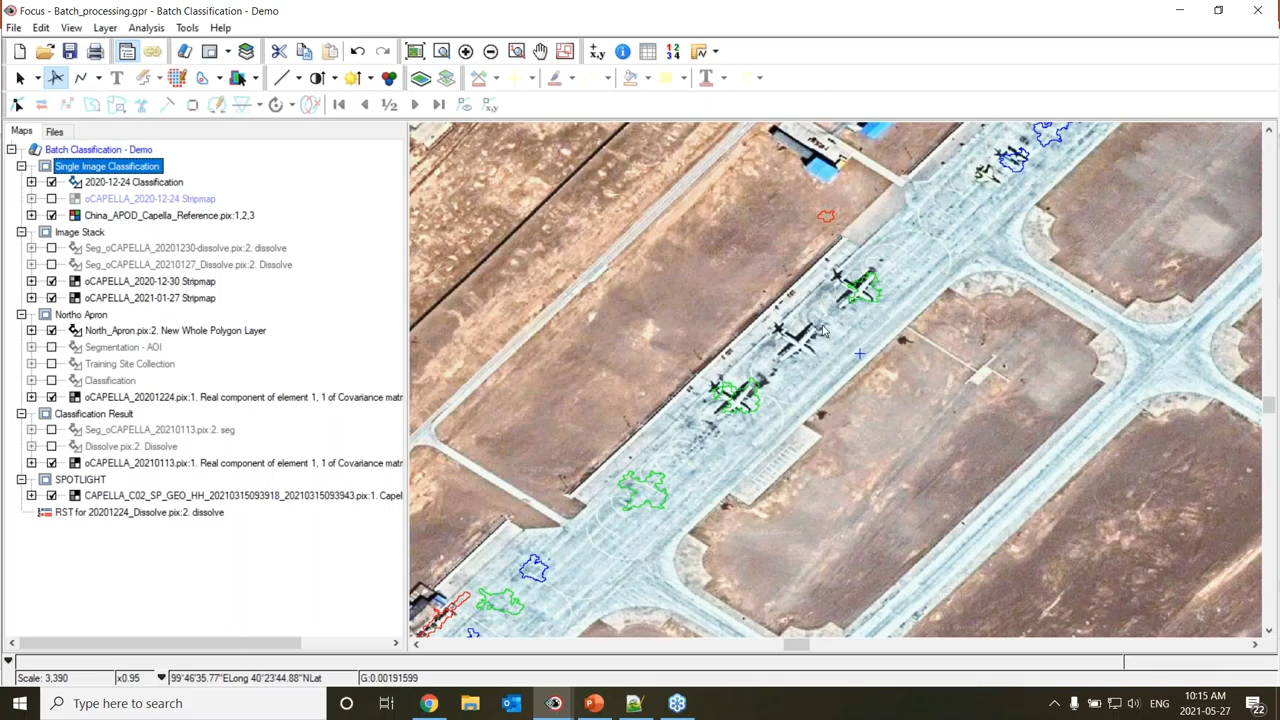 Focus - Batch_processing.gpr - Batch Classification - Demo
File Edit View Layer Analysis Tools Help
+x,y
1 2
3 4
T
T
1/2
x,y
Maps Files
Batch Classification - Demo
Single Image Classification
2020-12-24 Classification
oCAPELLA_2020-12-24 Stripmap
China_APOD_Capella_Reference.pix:1,2,3
Image Stack
Seg_oCAPELLA_20201230-dissolve.pix:2. dissolve
Seg_oCAPELLA_20210127_Dissolve.pix:2. Dissolve
oCAPELLA_2020-12-30 Stripmap
oCAPELLA_2021-01-27 Stripmap
Northo Apron
North_Apron.pix:2. New Whole Polygon Layer
Segmentation - AOI
Training Site Collection
Classification
oCAPELLA_20201224.pix:1. Real component of element 1, 1 of Covariance matr
Classification Result
Seg_oCAPELLA_20210113.pix:2. seg
Dissolve.pix:2. Dissolve
oCAPELLA_20210113.pix:1. Real component of element 1, 1 of Covariance matr
SPOTLIGHT
CAPELLA_C02_SP_GEO_HH_20210315093918_20210315093943.pix:1. Capel
RST for 20201224_Dissolve.pix:2. dissolve
Scale: 3,390 x0.95 99°46'35.77"ELong 40°23'44.88"NLat G:0.00191599
Type here to search
ENG
10:15 AM
2021-05-27
22